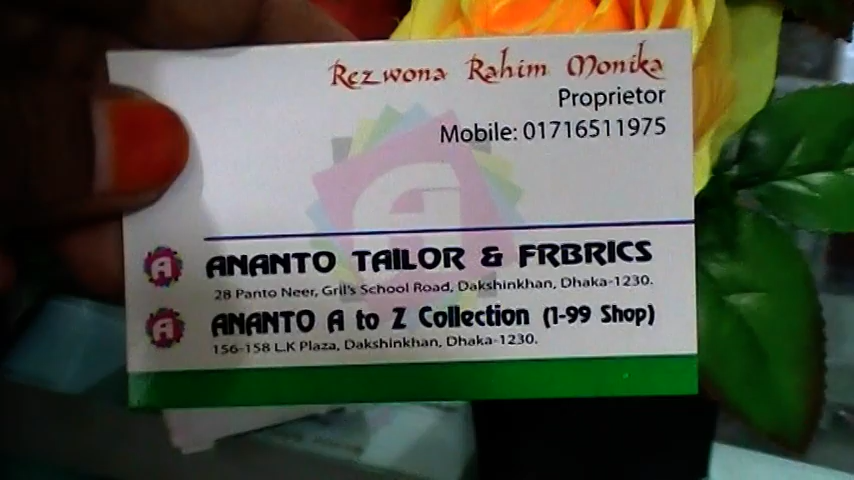 Rezwona Rahim Monika
Proprietor
Mobile: 01716511975
A
A ANANTO TAILOR & FRBRICS
28 Panto Neer, Gril's School Road, Dakshinkhan, Dhaka-1230.
A ANANTO A to Z Collection (1-99 Shop)
156-158 L.K Plaza, Dakshinkhan, Dhaka-1230.